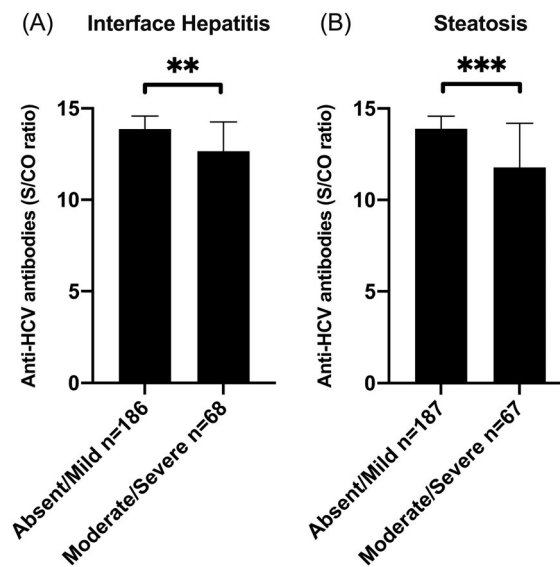 (A) Interface Hepatitis
**
Anti-HCV antibodies (S/CO ratio)
15
10
5
0
Absent/Mild n=186
Moderate/Severe n=68
(B) Steatosis
***
Anti-HCV antibodies (S/CO ratio)
15
10
5
0
Absent/Mild n=187
Moderate/Severe n=67